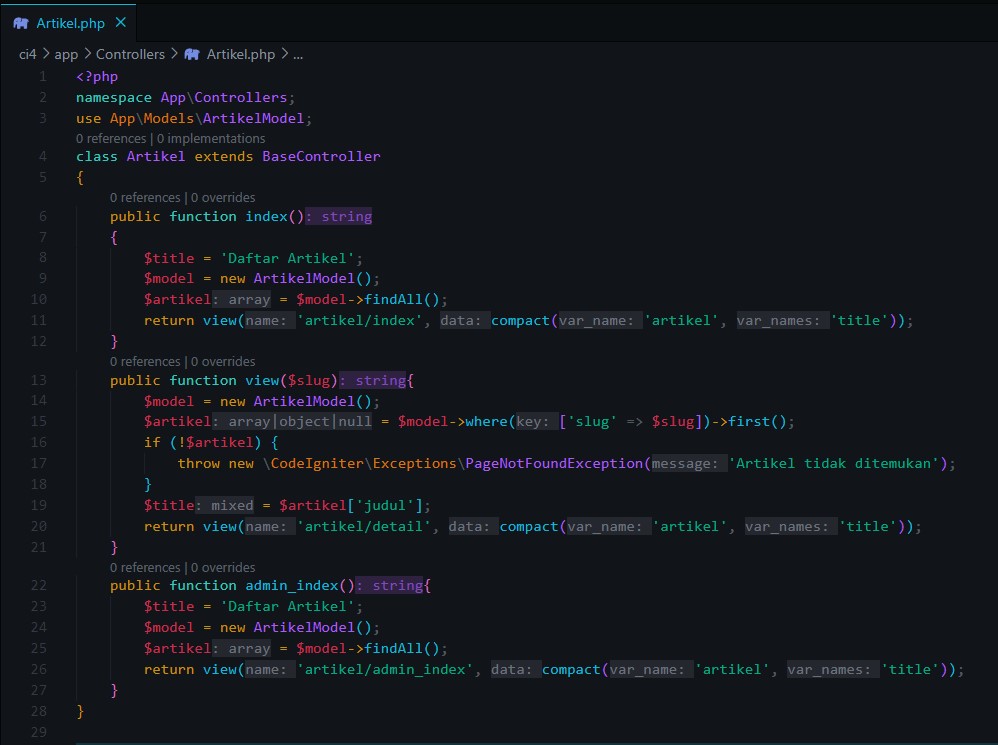 Artikel.php
ci4 > app > Controllers > Artikel.php > ...
1 <?php
2 namespace App\Controllers;
3 use App\Models\ArtikelModel;
0 references | 0 implementations
4 class Artikel extends BaseController
5 {
0 references | 0 overrides
6 public function index(): string
7 {
8 $title = 'Daftar Artikel';
9 $model = new ArtikelModel();
10 $artikel: array = $model->findAll();
11 return view(name: 'artikel/index', data: compact(var_name: 'artikel', var_names: 'title'));
12 }
0 references | 0 overrides
13 public function view($slug): string{
14 $model = new ArtikelModel();
15 $artikel: array|object|null = $model->where(key: ['slug' => $slug])->first();
16 if (!$artikel) {
17 throw new \CodeIgniter\Exceptions\PageNotFoundException(message: 'Artikel tidak ditemukan');
18 }
19 $title: mixed = $artikel['judul'];
20 return view(name: 'artikel/detail', data: compact(var_name: 'artikel', var_names: 'title'));
21 }
0 references | 0 overrides
22 public function admin_index(): string{
23 $title = 'Daftar Artikel';
24 $model = new ArtikelModel();
25 $artikel: array = $model->findAll();
26 return view(name: 'artikel/admin_index', data: compact(var_name: 'artikel', var_names: 'title'));
27 }
28 }
29